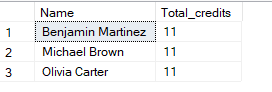 Name Total_credits
1 Benjamin Martinez 11
2 Michael Brown 11
3 Olivia Carter 11